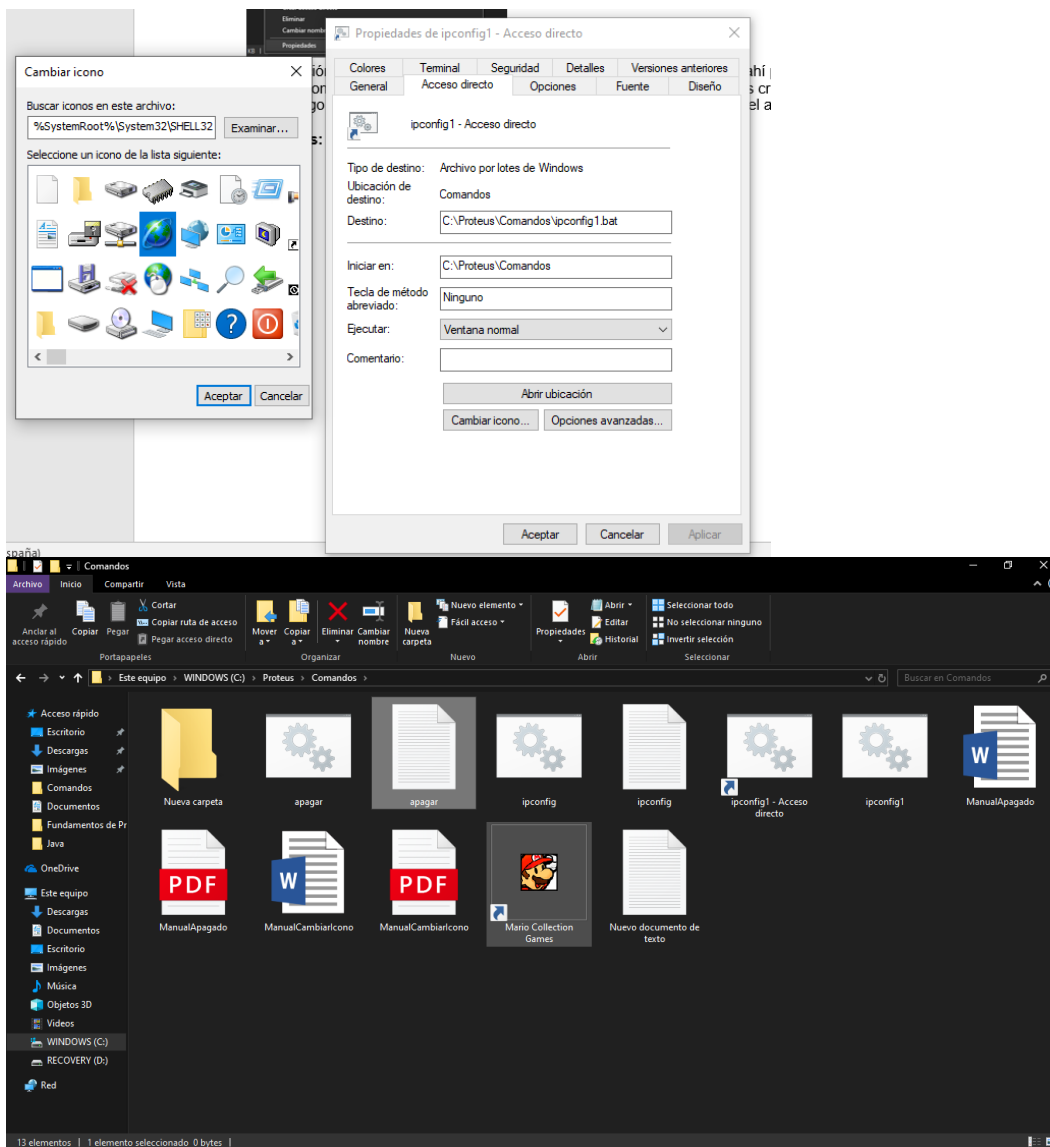 Eliminar
Cambiar nombr
Propiedades
Cambiar icono
Buscar iconos en este archivo:
%SystemRoot%\System32\SHELL32
Examinar...
Seleccione un icono de la lista siguiente:
Aceptar
Cancelar
Propiedades de ipconfig1 - Acceso directo
Colores
Terminal
Seguridad
Detalles
Versiones anteriores
General
Acceso directo
Opciones
Fuente
Diseño
ipconfig1 - Acceso directo
Tipo de destino:
Archivo por lotes de Windows
Ubicación de destino:
Comandos
Destino:
C:\Proteus\Comandos\ipconfig1.bat
Iniciar en:
C:\Proteus\Comandos
Tecla de método abreviado:
Ninguno
Ejecutar:
Ventana normal
Comentario:
Abrir ubicación
Cambiar icono...
Opciones avanzadas...
Aceptar
Cancelar
Aplicar
ahí
s cr
el a
spaña)
Comandos
Archivo
Inicio
Compartir
Vista
Anclar al acceso rápido
Copiar
Pegar
Cortar
Copiar ruta de acceso
Pegar acceso directo
Portapapeles
Mover a
Copiar a
Eliminar
Cambiar nombre
Organizar
Nueva carpeta
Nuevo elemento
Fácil acceso
Nuevo
Propiedades
Abrir
Editar
Historial
Abrir
Seleccionar todo
No seleccionar ninguno
Invertir selección
Seleccionar
Este equipo > WINDOWS (C:) > Proteus > Comandos >
Buscar en Comandos
Acceso rápido
Escritorio
Descargas
Imágenes
Comandos
Documentos
Fundamentos de Pr
Java
OneDrive
Este equipo
Descargas
Documentos
Escritorio
Imágenes
Música
Objetos 3D
Videos
WINDOWS (C:)
RECOVERY (D:)
Red
Nueva carpeta
apagar
apagar
ipconfig
ipconfig
ipconfig1 - Acceso
directo
ipconfig1
W
ManualApagado
PDF
ManualApagado
W
ManualCambiarIcono
PDF
ManualCambiarIcono
Mario Collection
Games
Nuevo documento de
texto
13 elementos | 1 elemento seleccionado 0 bytes |